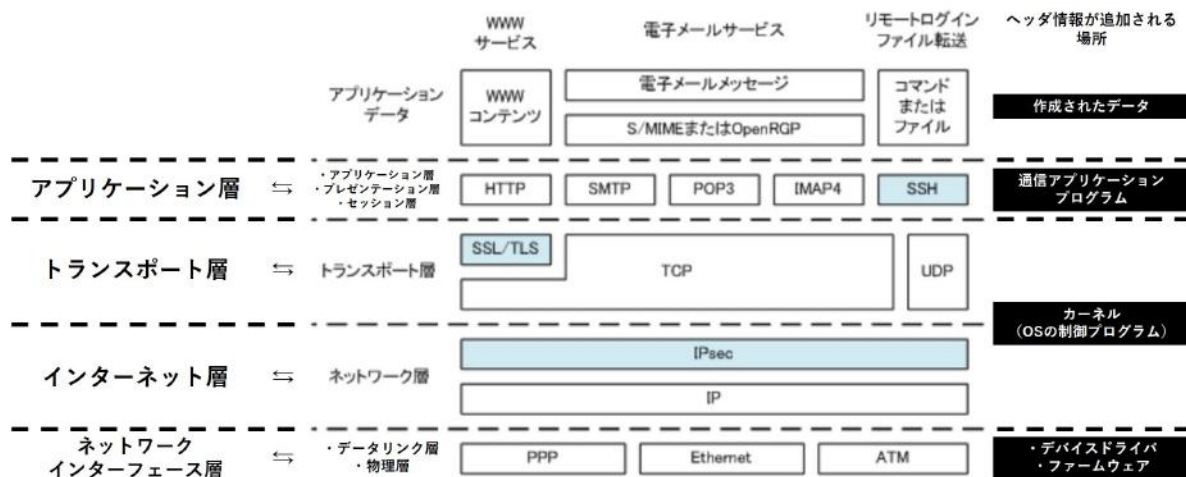 WWW
サービス
電子メールサービス
リモートログイン
ファイル転送
ヘッダ情報が追加される
場所
アプリケーション
データ
WWW
コンテンツ
電子メールメッセージ
S/MIMEまたはOpenRGP
コマンド
または
ファイル
作成されたデータ
アプリケーション層
⇆
・アプリケーション層
・プレゼンテーション層
・セッション層
HTTP
SMTP
POP3
IMAP4
SSH
通信アプリケーション
プログラム
トランスポート層
⇆
トランスポート層
SSL/TLS
TCP
UDP
カーネル
(OSの制御プログラム)
インターネット層
⇆
ネットワーク層
IPsec
IP
ネットワーク
インターフェース層
⇆
・データリンク層
・物理層
PPP
Ethernet
ATM
・デバイスドライバ
・ファームウェア